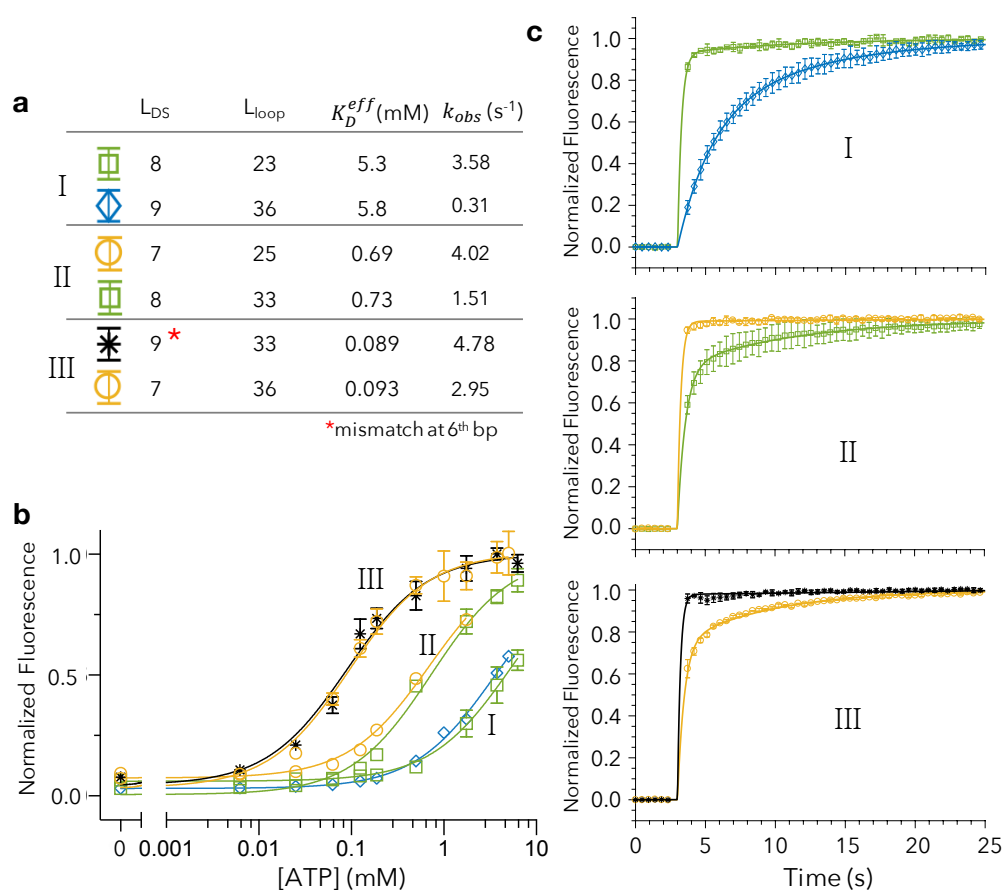 a
L_DS L_loop K_D^eff (mM) k_obs (s⁻¹)
I
8 23 5.3 3.58
9 36 5.8 0.31
II
7 25 0.69 4.02
8 33 0.73 1.51
III
9* 33 0.089 4.78
7 36 0.093 2.95
*mismatch at 6th bp
b
Normalized Fluorescence
1.0
0.5
0.0
III
II
I
0 0.001 0.01 0.1 1 10
[ATP] (mM)
c
Normalized Fluorescence
1.0
0.8
0.6
0.4
0.2
0.0
I
0 5 10 15 20 25
Normalized Fluorescence
1.0
0.8
0.6
0.4
0.2
0.0
II
Normalized Fluorescence
1.0
0.8
0.6
0.4
0.2
0.0
III
0 5 10 15 20 25
Time (s)